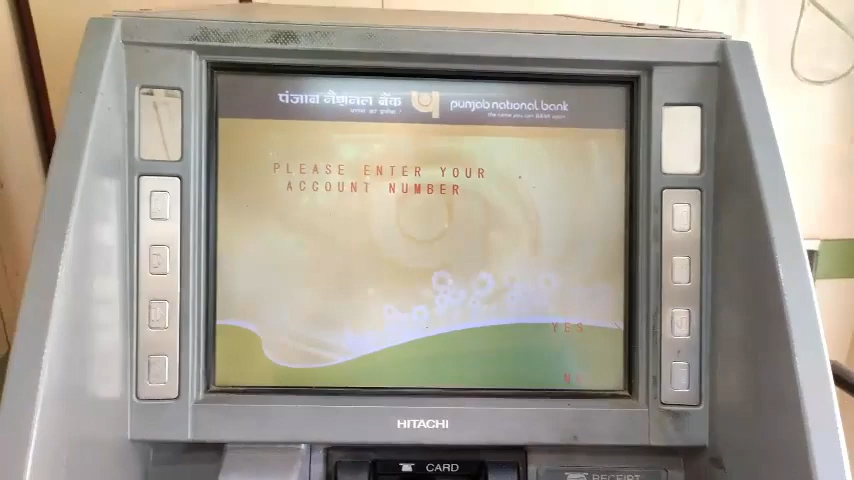 पंजाब नैशनल बैंक
punjab national bank
PLEASE ENTER YOUR
ACCOUNT NUMBER
YES
HITACHI
CARD
RECEIPT